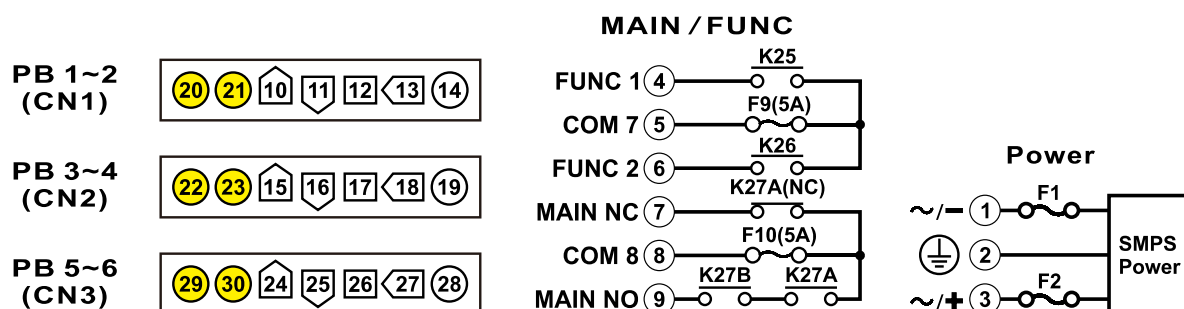 MAIN / FUNC
PB 1~2
(CN1)
20 21 10 11 12 13 14
PB 3~4
(CN2)
22 23 15 16 17 18 19
PB 5~6
(CN3)
29 30 24 25 26 27 28
K25
FUNC 1 4
F9(5A)
COM 7 5
K26
FUNC 2 6
K27A(NC)
MAIN NC 7
F10(5A)
COM 8 8
K27B K27A
MAIN NO 9
Power
F1
~/- 1
2
SMPS
Power
F2
~/+ 3